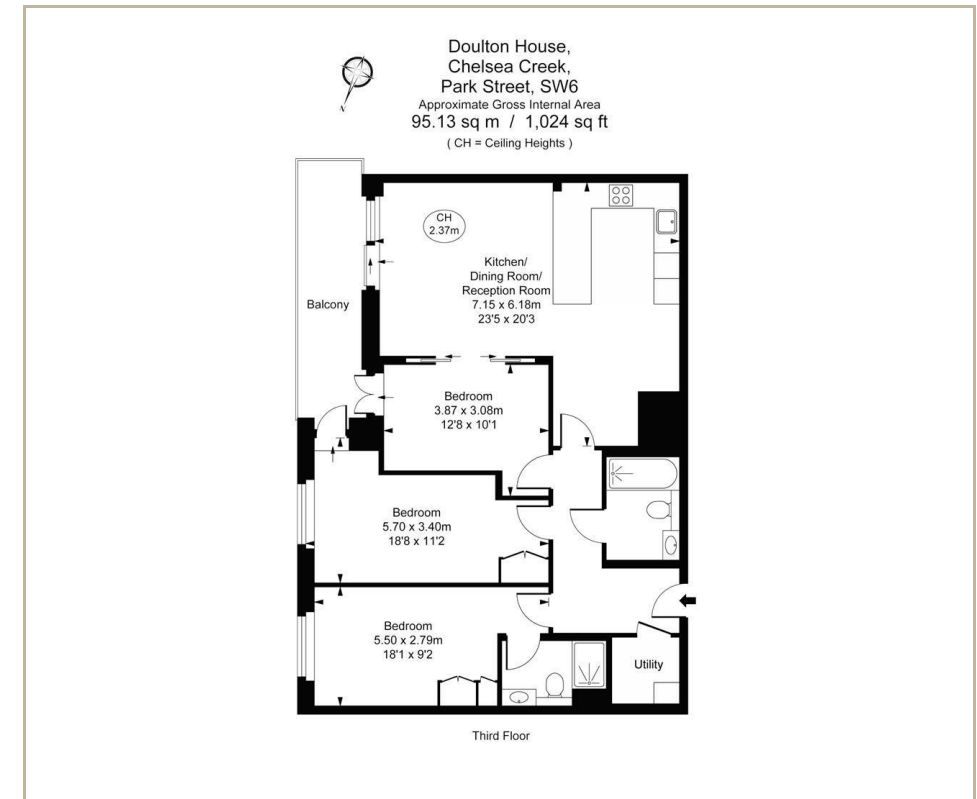 Doulton House,
Chelsea Creek,
Park Street, SW6
Approximate Gross Internal Area
95.13 sq m / 1,024 sq ft
( CH = Ceiling Heights )
CH
2.37m
Kitchen/
Dining Room/
Reception Room
7.15 x 6.18m
23'5 x 20'3
Balcony
Bedroom
3.87 x 3.08m
12'8 x 10'1
Bedroom
5.70 x 3.40m
18'8 x 11'2
Bedroom
5.50 x 2.79m
18'1 x 9'2
Utility
Third Floor